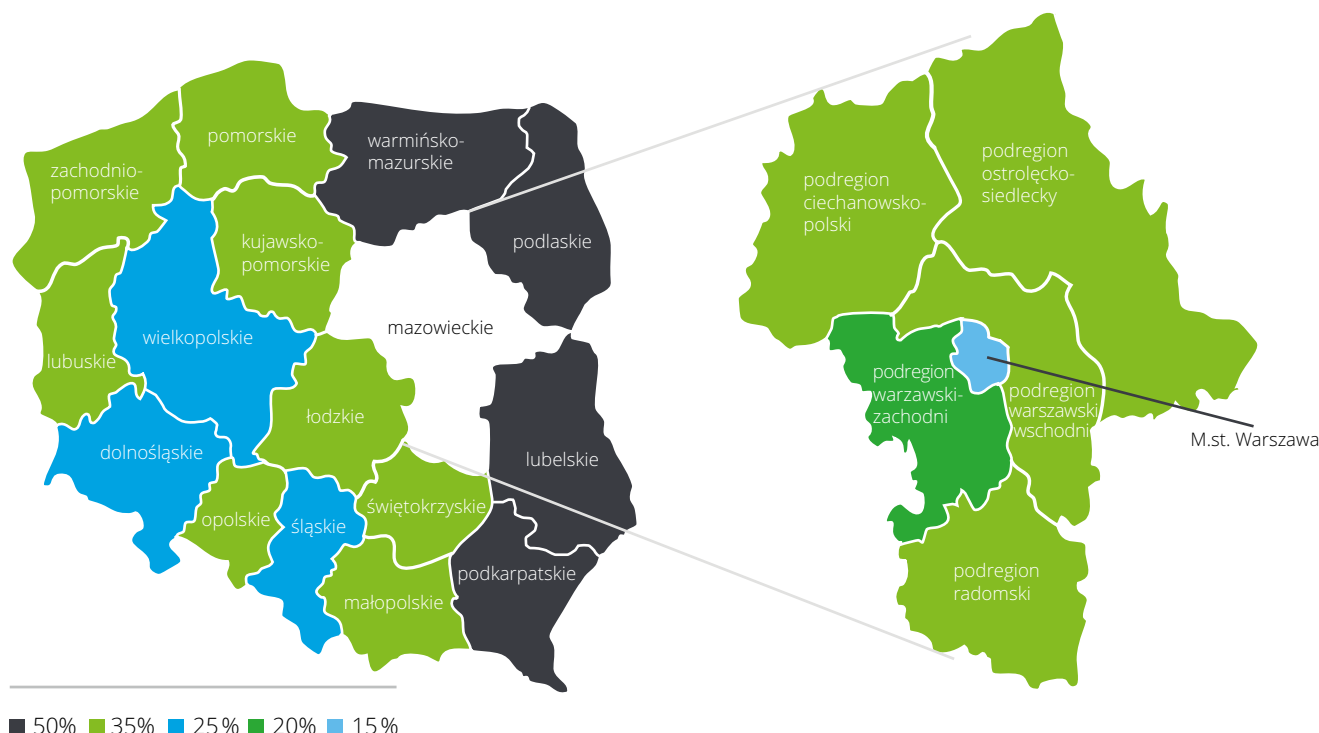 pomorskie
zachodnio-
pomorskie
warmińsko-
mazurskie
podlaskie
kujawsko-
pomorskie
mazowieckie
wielkopolskie
lubuskie
łodzkie
dolnośląskie
lubelskie
opolskie
śląskie
świętokrzyskie
podkarpatskie
małopolskie
podregion
ostrolęcko-
siedlecky
podregion
ciechanowsko-
polski
podregion
warzawski-
zachodni
podregion
warszawski
wschodni
M.st. Warszawa
podregion
radomski
50% 35% 25% 20% 15%